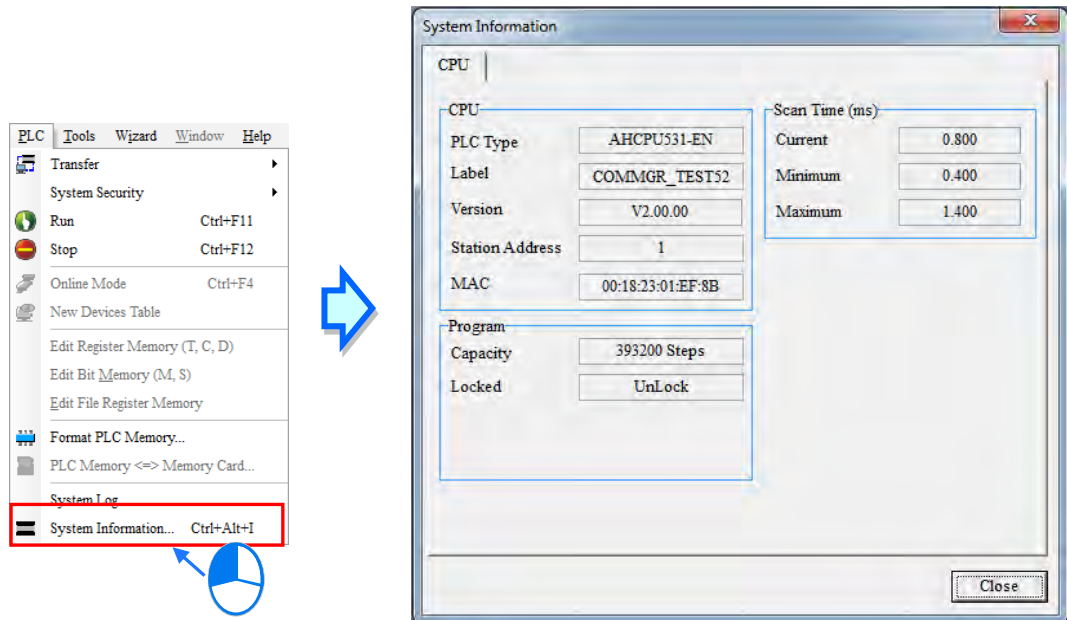 PLC Tools Wizard Window Help
Transfer
System Security
Run Ctrl+F11
Stop Ctrl+F12
Online Mode Ctrl+F4
New Devices Table
Edit Register Memory (T, C, D)
Edit Bit Memory (M, S)
Edit File Register Memory
Format PLC Memory...
PLC Memory <=> Memory Card...
System Log
System Information... Ctrl+Alt+I
System Information
CPU
CPU
PLC Type AHCPU531-EN
Label COMMGR_TEST52
Version V2.00.00
Station Address 1
MAC 00:18:23:01:EF:8B
Program
Capacity 393200 Steps
Locked UnLock
Scan Time (ms)
Current 0.800
Minimum 0.400
Maximum 1.400
Close